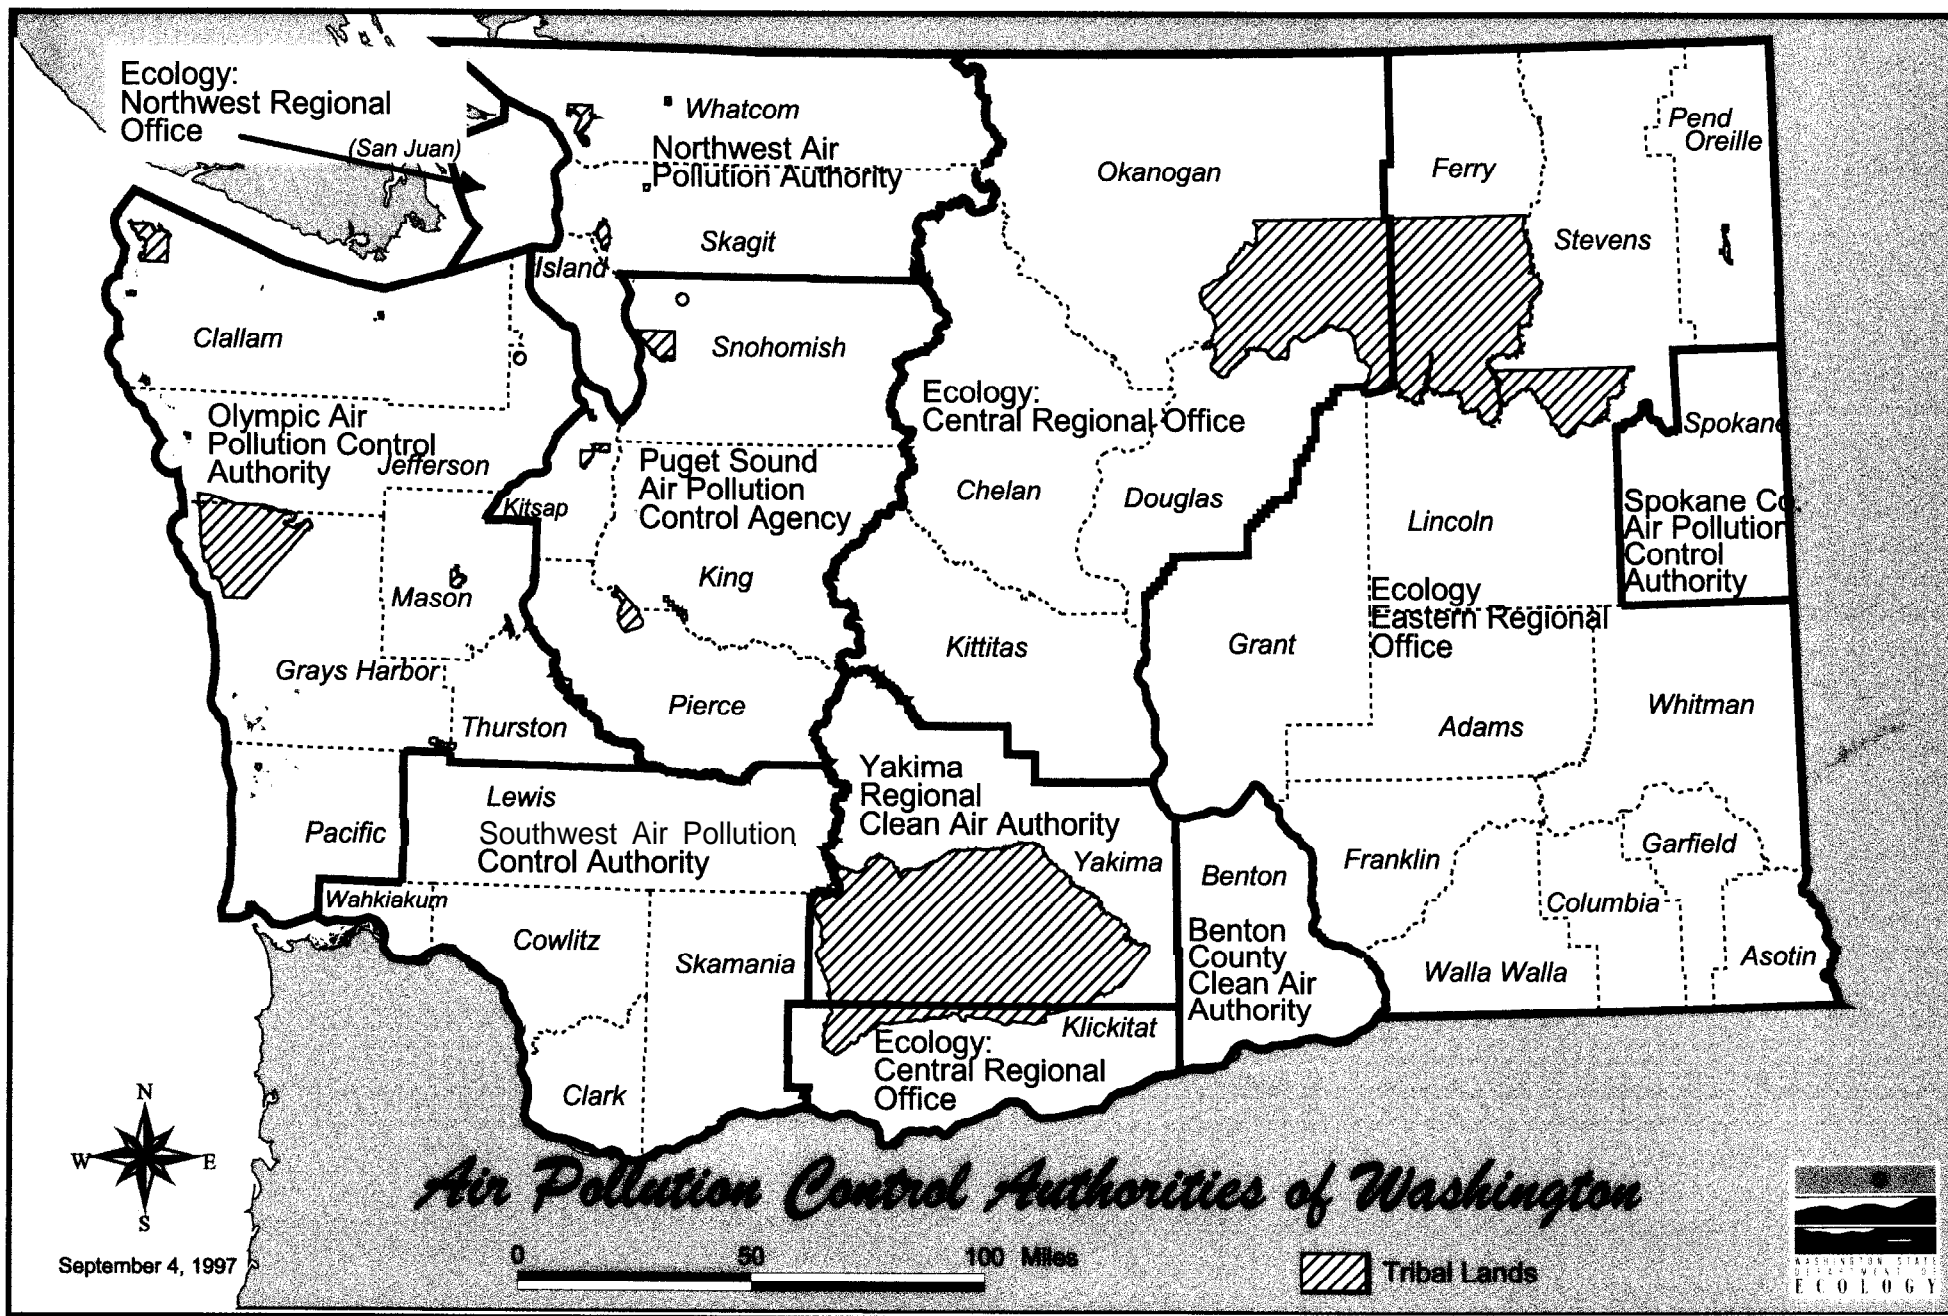 Ecology:
Northwest Regional
Office
(San Juan)
Whatcom
Northwest Air
Pollution Authority
Skagit
Island
Okanogan
Ferry
Pend
Oreille
Stevens
Clallam
Snohomish
Olympic Air
Pollution Control
Authority
Jefferson
Ecology:
Central Regional Office
Spokane
Puget Sound
Air Pollution
Control Agency
Kitsap
Chelan
Douglas
Lincoln
Spokane Co.
Air Pollution
Control
Authority
Mason
King
Ecology
Eastern Regional
Office
Grays Harbor
Kittitas
Grant
Thurston
Pierce
Adams
Whitman
Lewis
Southwest Air Pollution
Control Authority
Yakima
Regional
Clean Air Authority
Yakima
Pacific
Wahkiakum
Benton
Franklin
Garfield
Columbia
Benton
County
Clean Air
Authority
Cowlitz
Skamania
Walla Walla
Asotin
Klickitat
Ecology:
Central Regional
Office
Clark
N
W E
S
Air Pollution Control Authorities of Washington
September 4, 1997
0 50 100 Miles
Tribal Lands
WASHINGTON STATE
DEPARTMENT OF
ECOLOGY